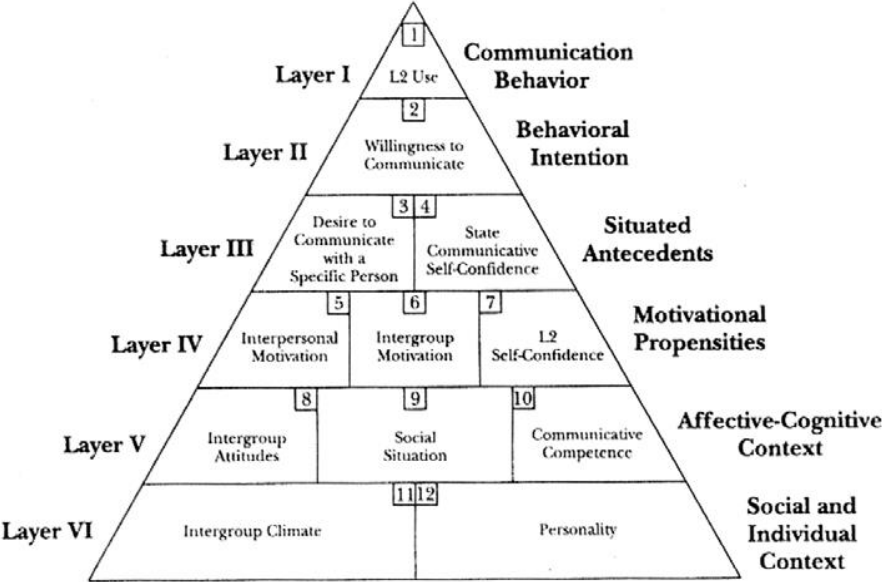 1
Layer I
L2 Use
Communication
Behavior
2
Layer II
Willingness to
Communicate
Behavioral
Intention
3 4
Layer III
Desire to
Communicate
with a
Specific Person
State
Communicative
Self-Confidence
Situated
Antecedents
5 6 7
Layer IV
Interpersonal
Motivation
Intergroup
Motivation
L2
Self-Confidence
Motivational
Propensities
8 9 10
Layer V
Intergroup
Attitudes
Social
Situation
Communicative
Competence
Affective-Cognitive
Context
11 12
Layer VI
Intergroup Climate
Personality
Social and
Individual
Context